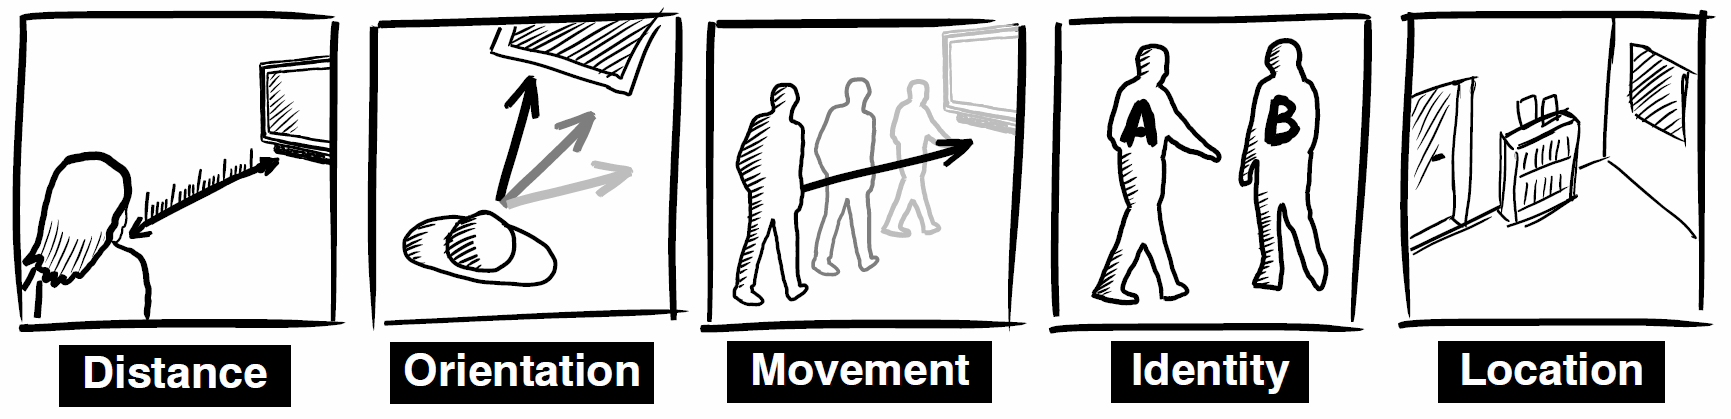 A
B
Distance
Orientation
Movement
Identity
Location